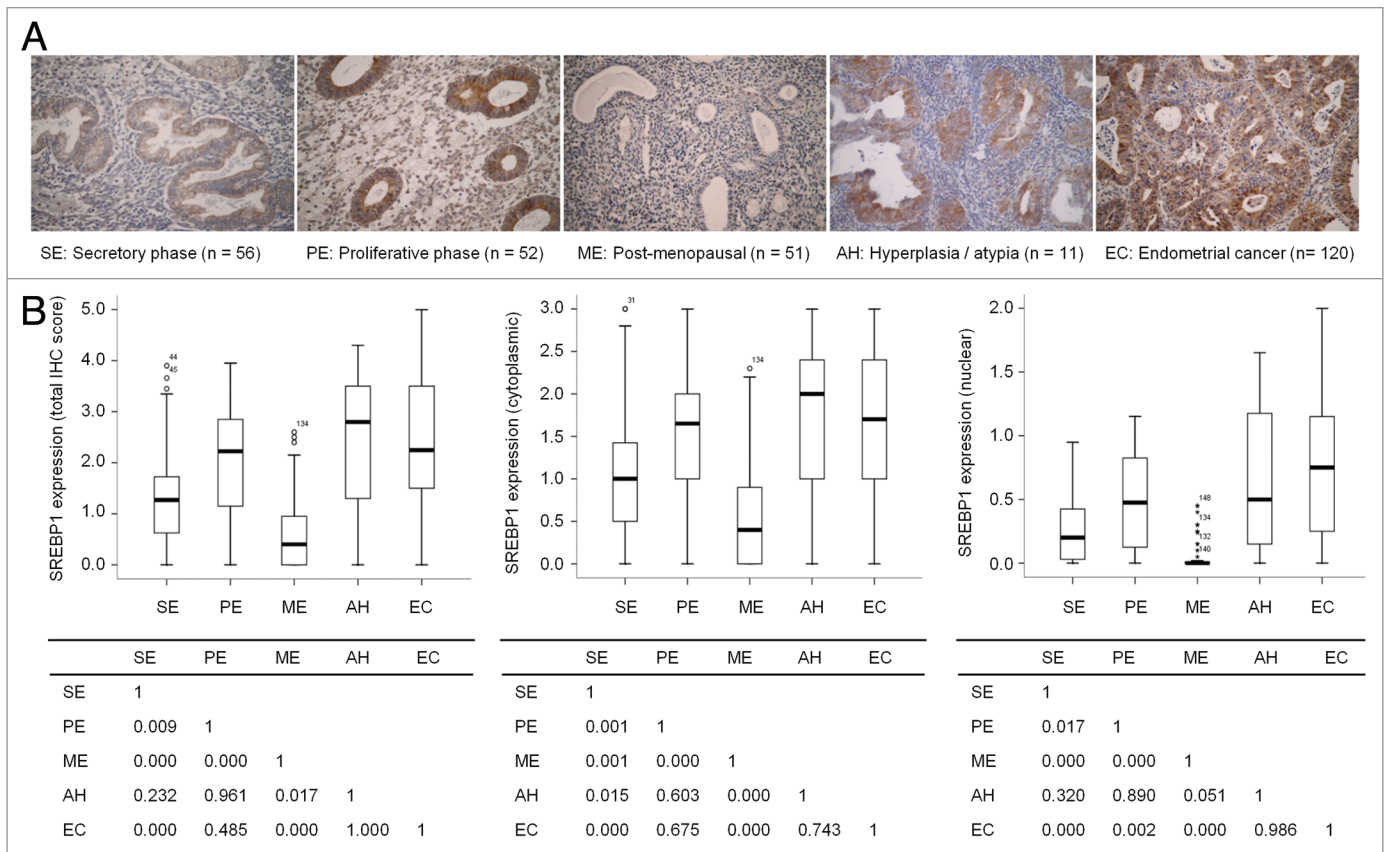 A
SE: Secretory phase (n = 56) PE: Proliferative phase (n = 52) ME: Post-menopausal (n = 51) AH: Hyperplasia / atypia (n = 11) EC: Endometrial cancer (n= 120)
B
SREBP1 expression (total IHC score)
5.0
4.0
3.0
2.0
1.0
0.0
44
45
134
SE PE ME AH EC
SREBP1 expression (cytoplasmic)
3.0
2.5
2.0
1.5
1.0
0.5
0.0
31
134
SE PE ME AH EC
SREBP1 expression (nuclear)
2.0
1.5
1.0
0.5
0.0
148
134
132
140
SE PE ME AH EC
SE PE ME AH EC
SE 1
PE 0.009 1
ME 0.000 0.000 1
AH 0.232 0.961 0.017 1
EC 0.000 0.485 0.000 1.000 1
SE PE ME AH EC
SE 1
PE 0.001 1
ME 0.001 0.000 1
AH 0.015 0.603 0.000 1
EC 0.000 0.675 0.000 0.743 1
SE PE ME AH EC
SE 1
PE 0.017 1
ME 0.000 0.000 1
AH 0.320 0.890 0.051 1
EC 0.000 0.002 0.000 0.986 1